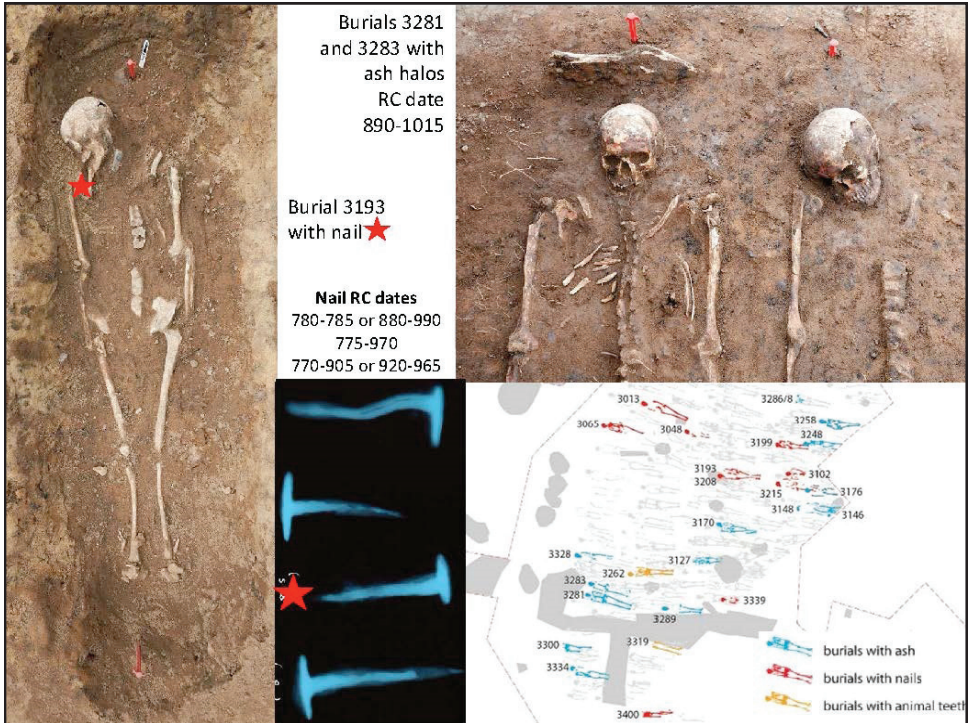 Burials 3281
and 3283 with
ash halos
RC date
890-1015
Burial 3193
with nail
Nail RC dates
780-785 or 880-990
775-970
770-905 or 920-965
3013
3286/8
3065
3048
3258
3248
3199
3193
3208
3102
3215
3176
3148
3146
3170
3328
3127
3262
3283
3281
3339
3289
3300
3319
3334
3400
burials with ash
burials with nails
burials with animal teeth